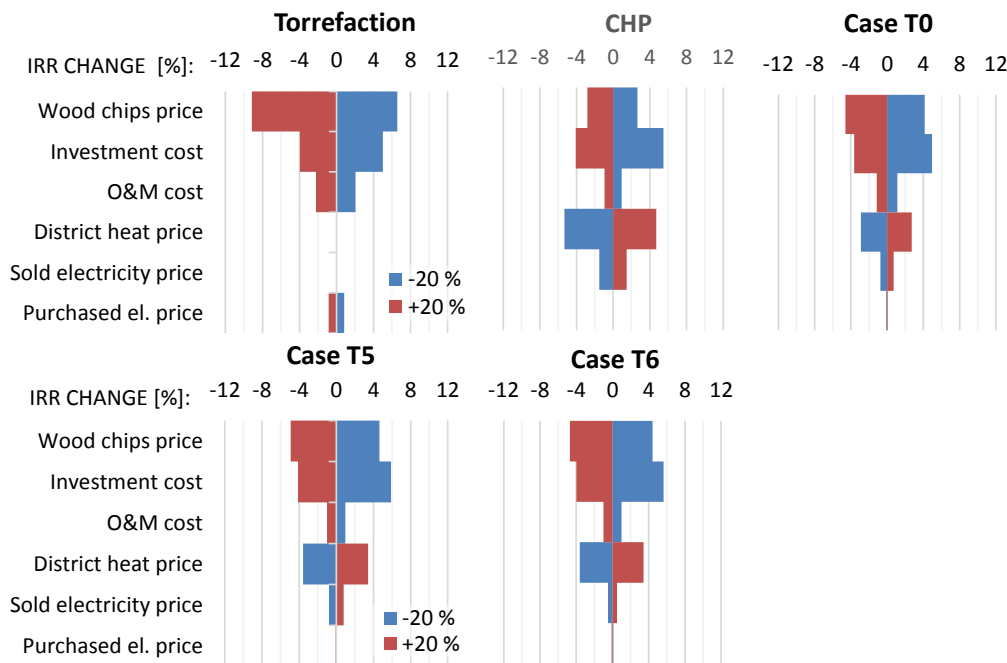 Torrefaction CHP Case T0
IRR CHANGE [%]: -12 -8 -4 0 4 8 12 -12 -8 -4 0 4 8 12 -12 -8 -4 0 4 8 12
Wood chips price
Investment cost
O&M cost
District heat price
Sold electricity price
-20 %
+20 %
Purchased el. price
Case T5 Case T6
IRR CHANGE [%]: -12 -8 -4 0 4 8 12 -12 -8 -4 0 4 8 12
Wood chips price
Investment cost
O&M cost
District heat price
Sold electricity price
-20 %
+20 %
Purchased el. price